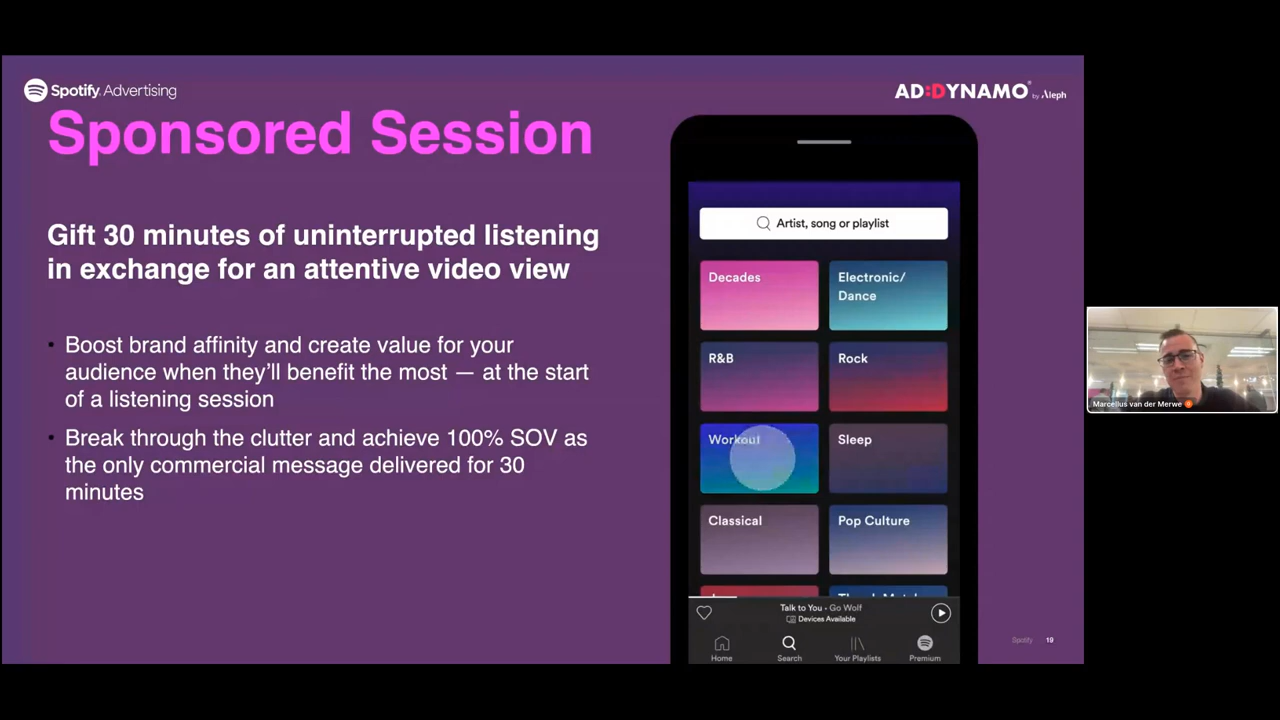 Spotify Advertising
AD:DYNAMO by Aleph
Sponsored Session
Gift 30 minutes of uninterrupted listening
in exchange for an attentive video view
• Boost brand affinity and create value for your
audience when they'll benefit the most — at the start
of a listening session
• Break through the clutter and achieve 100% SOV as
the only commercial message delivered for 30
minutes
Artist, song or playlist
Decades
Electronic/
Dance
R&B
Rock
Workout
Sleep
Classical
Pop Culture
Talk to You - Go Wolf
Devices Available
Home
Search
Your Playlists
Premium
Spotify 19
Marcellus van der Merwe